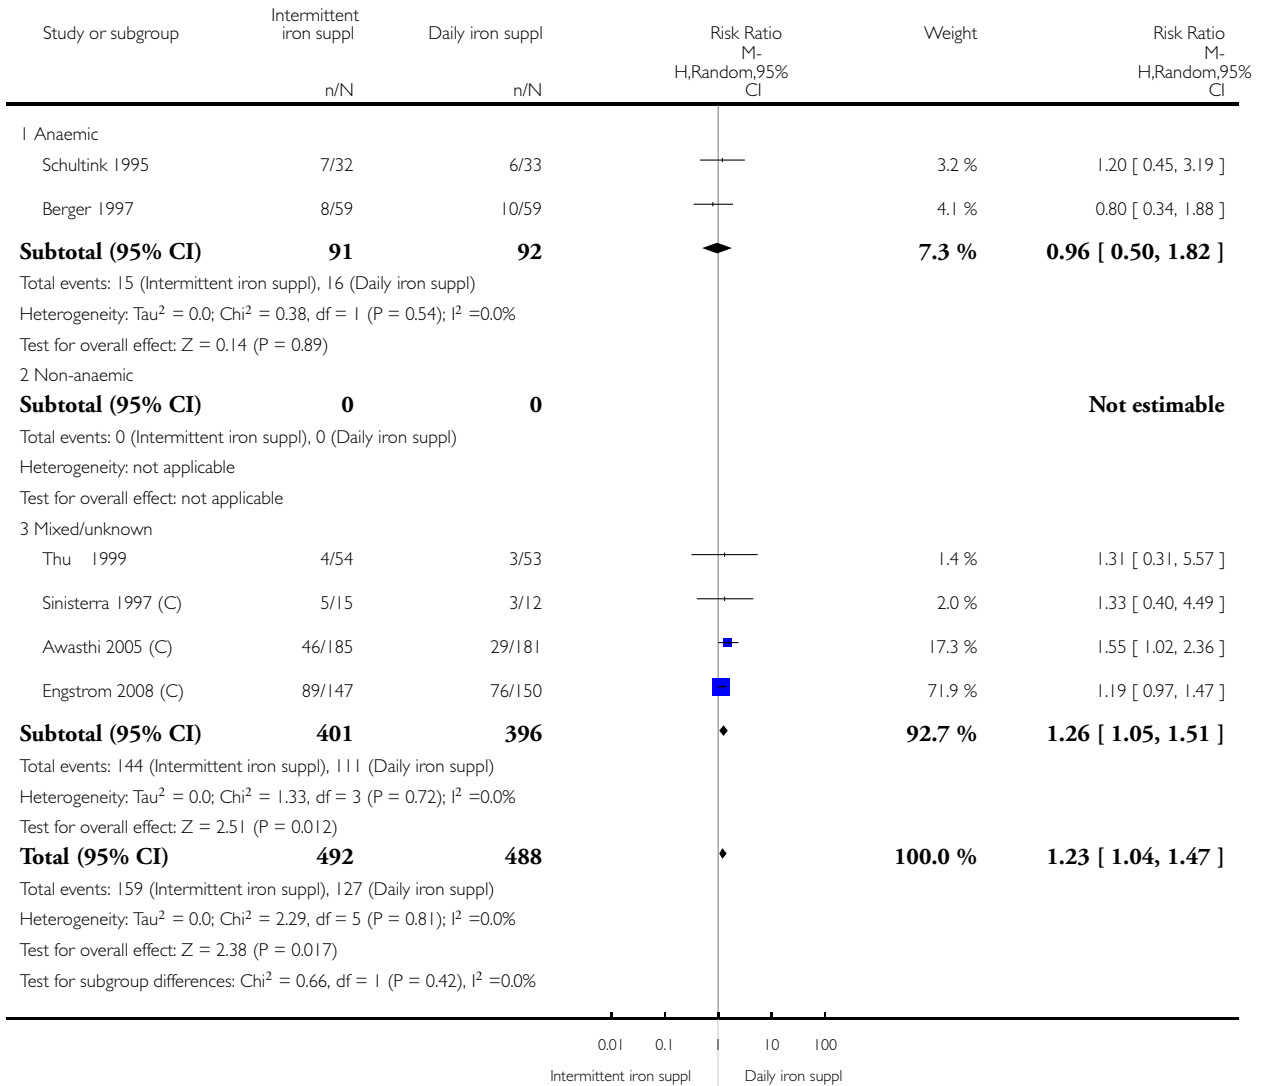 Study or subgroup Intermittent iron suppl Daily iron suppl Risk Ratio Weight Risk Ratio
M-H,Random,95% CI M-H,Random,95% CI
n/N n/N
1 Anaemic
Schultink 1995 7/32 6/33 3.2 % 1.20 [ 0.45, 3.19 ]
Berger 1997 8/59 10/59 4.1 % 0.80 [ 0.34, 1.88 ]
Subtotal (95% CI) 91 92 7.3 % 0.96 [ 0.50, 1.82 ]
Total events: 15 (Intermittent iron suppl), 16 (Daily iron suppl)
Heterogeneity: Tau² = 0.0; Chi² = 0.38, df = 1 (P = 0.54); I² =0.0%
Test for overall effect: Z = 0.14 (P = 0.89)
2 Non-anaemic
Subtotal (95% CI) 0 0 Not estimable
Total events: 0 (Intermittent iron suppl), 0 (Daily iron suppl)
Heterogeneity: not applicable
Test for overall effect: not applicable
3 Mixed/unknown
Thu 1999 4/54 3/53 1.4 % 1.31 [ 0.31, 5.57 ]
Sinisterra 1997 (C) 5/15 3/12 2.0 % 1.33 [ 0.40, 4.49 ]
Awasthi 2005 (C) 46/185 29/181 17.3 % 1.55 [ 1.02, 2.36 ]
Engstrom 2008 (C) 89/147 76/150 71.9 % 1.19 [ 0.97, 1.47 ]
Subtotal (95% CI) 401 396 92.7 % 1.26 [ 1.05, 1.51 ]
Total events: 144 (Intermittent iron suppl), 111 (Daily iron suppl)
Heterogeneity: Tau² = 0.0; Chi² = 1.33, df = 3 (P = 0.72); I² =0.0%
Test for overall effect: Z = 2.51 (P = 0.012)
Total (95% CI) 492 488 100.0 % 1.23 [ 1.04, 1.47 ]
Total events: 159 (Intermittent iron suppl), 127 (Daily iron suppl)
Heterogeneity: Tau² = 0.0; Chi² = 2.29, df = 5 (P = 0.81); I² =0.0%
Test for overall effect: Z = 2.38 (P = 0.017)
Test for subgroup differences: Chi² = 0.66, df = 1 (P = 0.42), I² =0.0%
0.01 0.1 1 10 100
Intermittent iron suppl Daily iron suppl